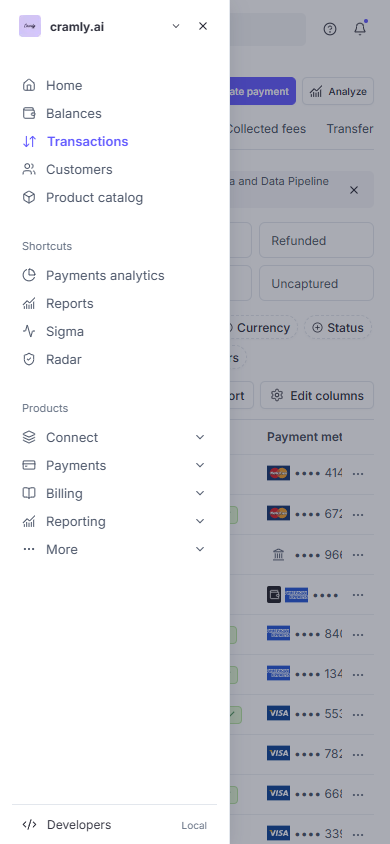 cramly.ai
Home
Balances
Transactions
Customers
Product catalog
Shortcuts
Payments analytics
Reports
Sigma
Radar
Products
Connect
Payments
Billing
Reporting
More
Developers Local
ate payment Analyze
Collected fees Transfer
a and Data Pipeline
Refunded
Uncaptured
Currency Status
rs
ort Edit columns
Payment met
•••• 414
•••• 672
•••• 966
••••
•••• 840
•••• 134
VISA •••• 553
VISA •••• 782
VISA •••• 668
VISA •••• 339